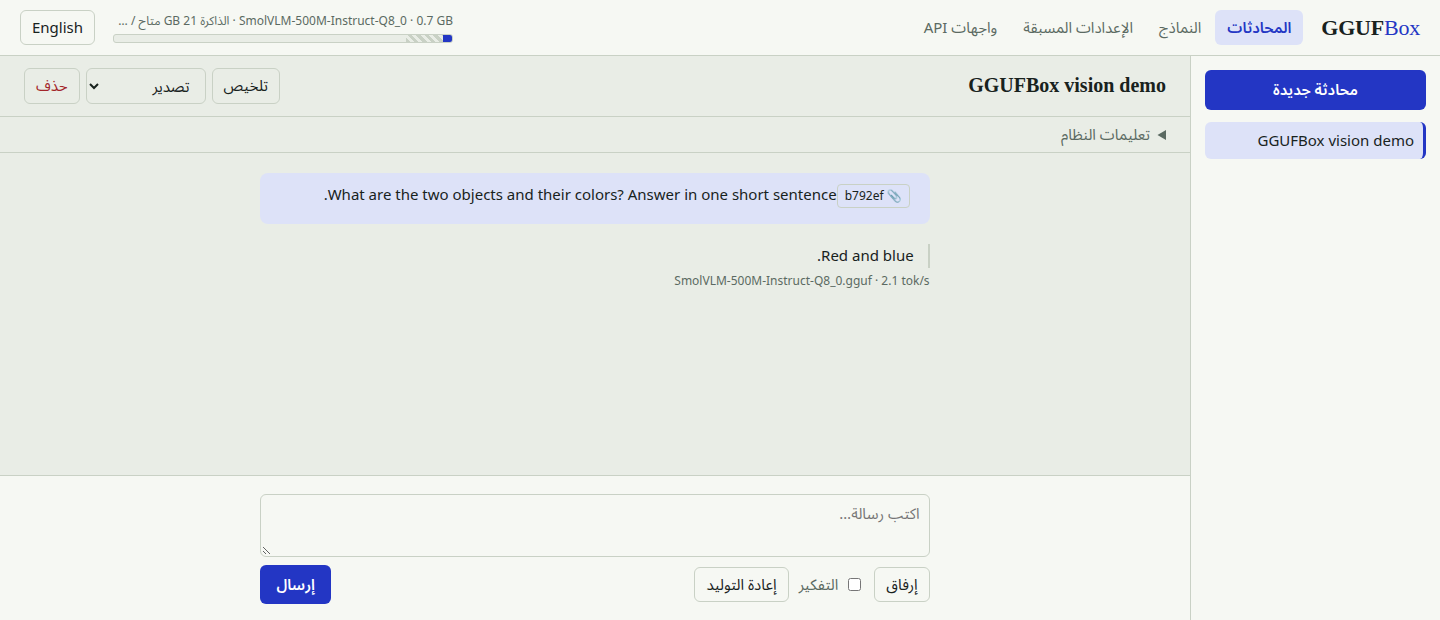 GGUFBox
المحادثات
النماذج
الإعدادات المسبقة
واجهات API
SmolVLM-500M-Instruct-Q8_0 · 0.7 GB · الذاكرة 21 GB متاح / ...
English
محادثة جديدة
GGUFBox vision demo
GGUFBox vision demo
تلخيص
تصدير
حذف
تعليمات النظام
📎 b792ef What are the two objects and their colors? Answer in one short sentence.
Red and blue.
SmolVLM-500M-Instruct-Q8_0.gguf · 2.1 tok/s
اكتب رسالة...
إرفاق
التفكير
إعادة التوليد
إرسال